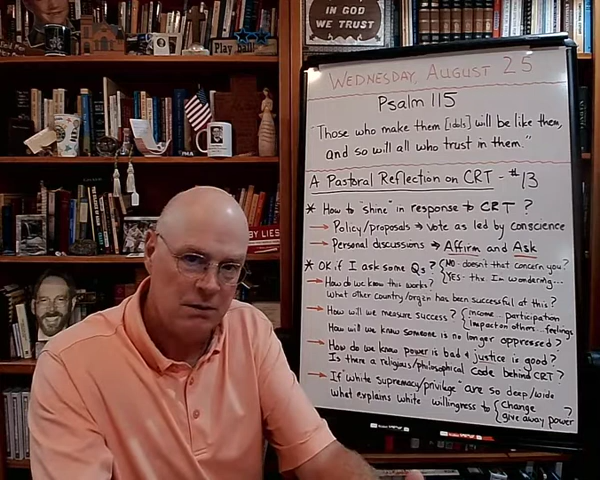 IN GOD
WE TRUST
Play Ball!
BY LIES
WEDNESDAY, AUGUST 25
Psalm 115
"Those who make them [idols] will be like them,
and so will all who trust in them."
A Pastoral Reflection on CRT - #13
* How to "shine" in response to CRT?
→ Policy/proposals → vote as led by conscience
→ Personal discussions → Affirm and Ask
* OK if I ask some Qs? { NO - doesn't that concern you?
YES - thx I'm wondering...
→ How do we know this works?
What other country/organ has been successful at this?
→ How will we measure success? { income... participation
impact on others... feelings
How will we know someone is no longer oppressed?
→ How do we know power is bad & justice is good?
Is there a religious/philosophical Code behind CRT?
→ If "white supremacy/privilege" are so deep/wide
what explains white willingness to { Change ?
give away power